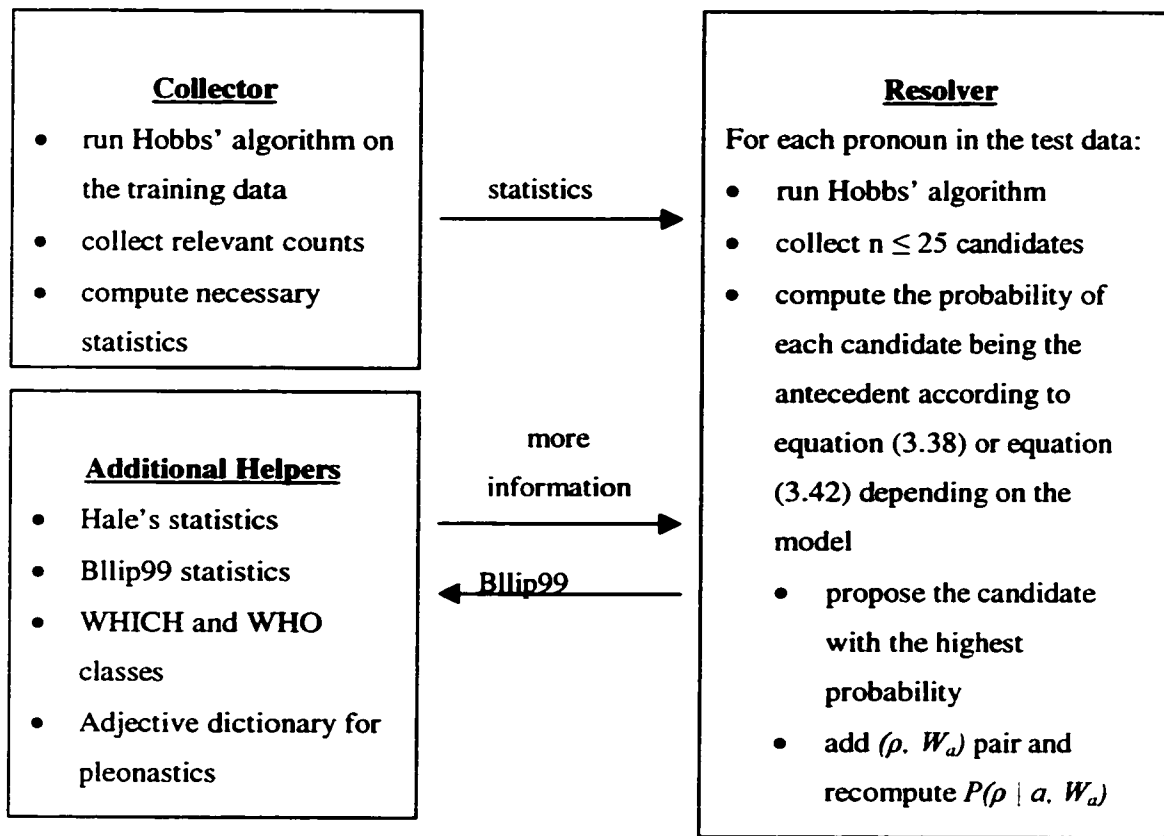 Collector
• run Hobbs' algorithm on
the training data
• collect relevant counts
• compute necessary
statistics
statistics
Additional Helpers
• Hale's statistics
• Bllip99 statistics
• WHICH and WHO
classes
• Adjective dictionary for
pleonastics
more
information
Bllip99
Resolver
For each pronoun in the test data:
• run Hobbs' algorithm
• collect n ≤ 25 candidates
• compute the probability of
each candidate being the
antecedent according to
equation (3.38) or equation
(3.42) depending on the
model
• propose the candidate
with the highest
probability
• add (ρ, Wₐ) pair and
recompute P(ρ | a, Wₐ)